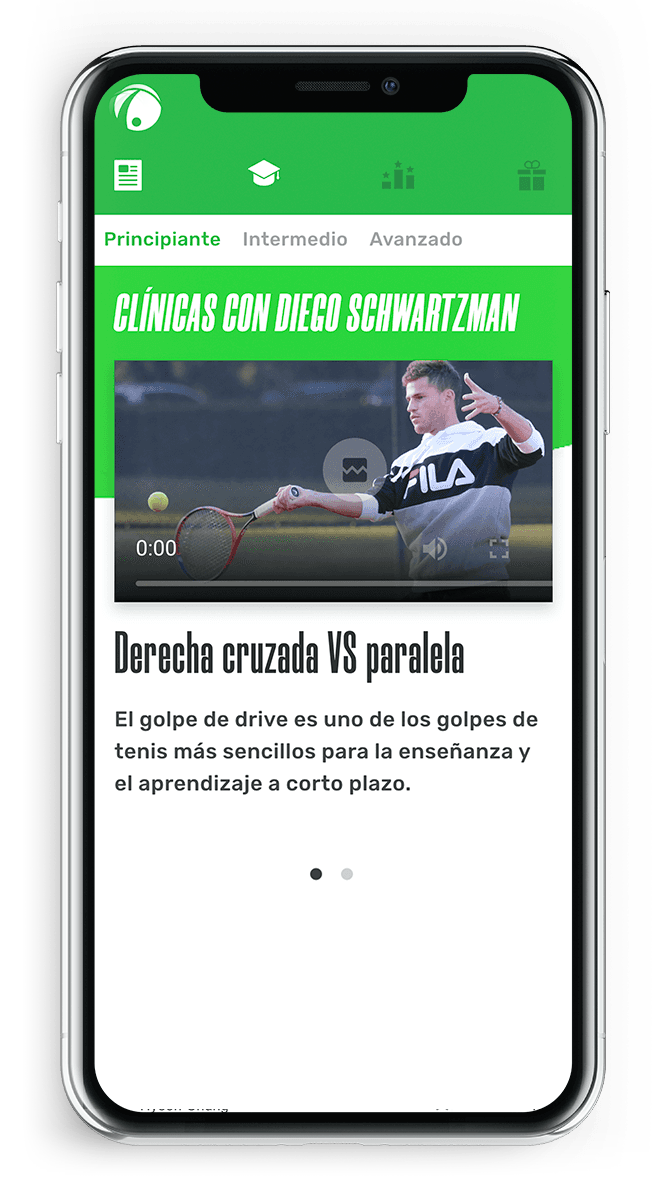 Principiante Intermedio Avanzado
CLÍNICAS CON DIEGO SCHWARTZMAN
FILA
0:00
Derecha cruzada VS paralela
El golpe de drive es uno de los golpes de
tenis más sencillos para la enseñanza y
el aprendizaje a corto plazo.